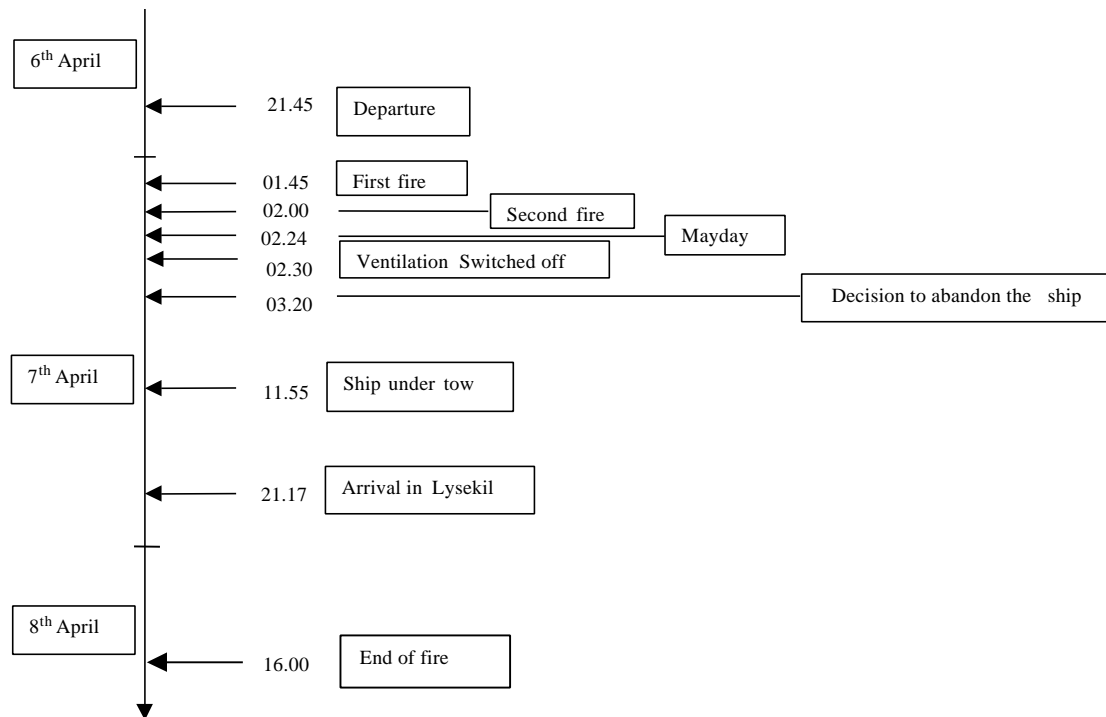 6th April
21.45 Departure
01.45 First fire
02.00 Second fire
02.24 Mayday
02.30 Ventilation Switched off
03.20 Decision to abandon the ship
7th April
11.55 Ship under tow
21.17 Arrival in Lysekil
8th April
16.00 End of fire